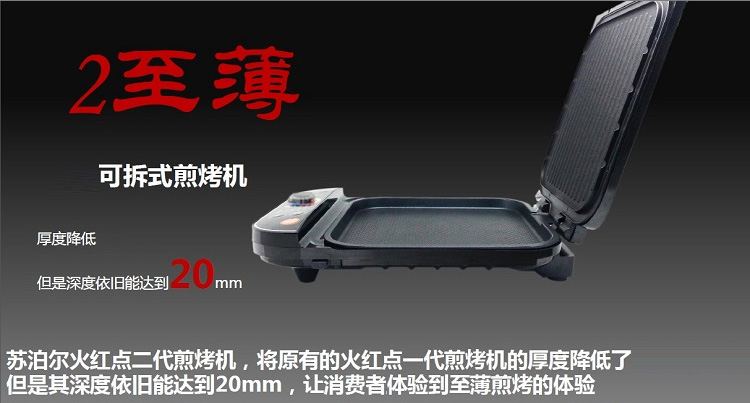 2至薄
可拆式煎烤机
厚度降低
但是深度依旧能达到20mm
苏泊尔火红点二代煎烤机，将原有的火红点一代煎烤机的厚度降低了
但是其深度依旧能达到20mm，让消费者体验到至薄煎烤的体验